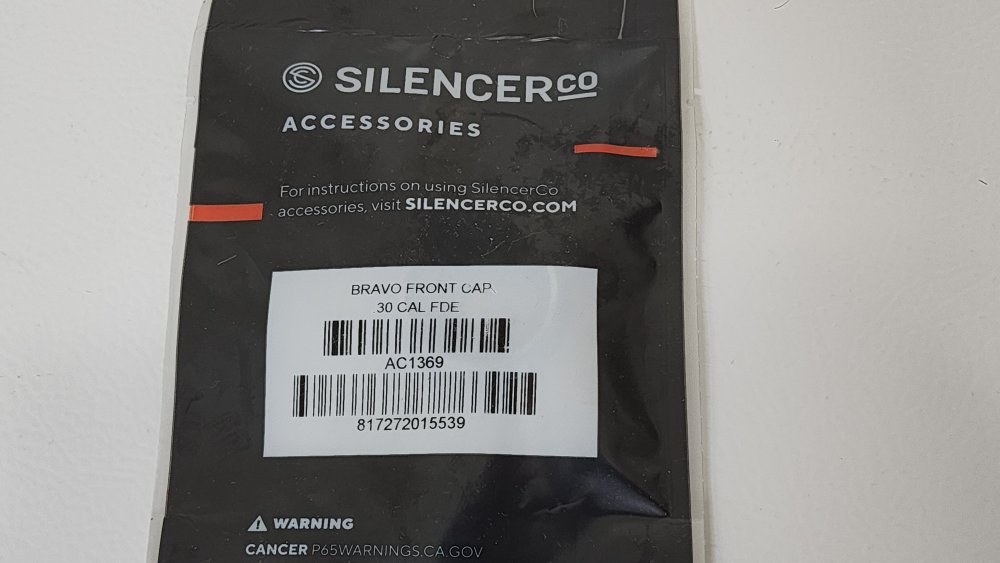 SILENCERCO
ACCESSORIES
For instructions on using SilencerCo
accessories, visit SILENCERCO.COM
BRAVO FRONT CAP
.30 CAL FDE
AC1369
817272015539
WARNING
CANCER P65WARNINGS.CA.GOV